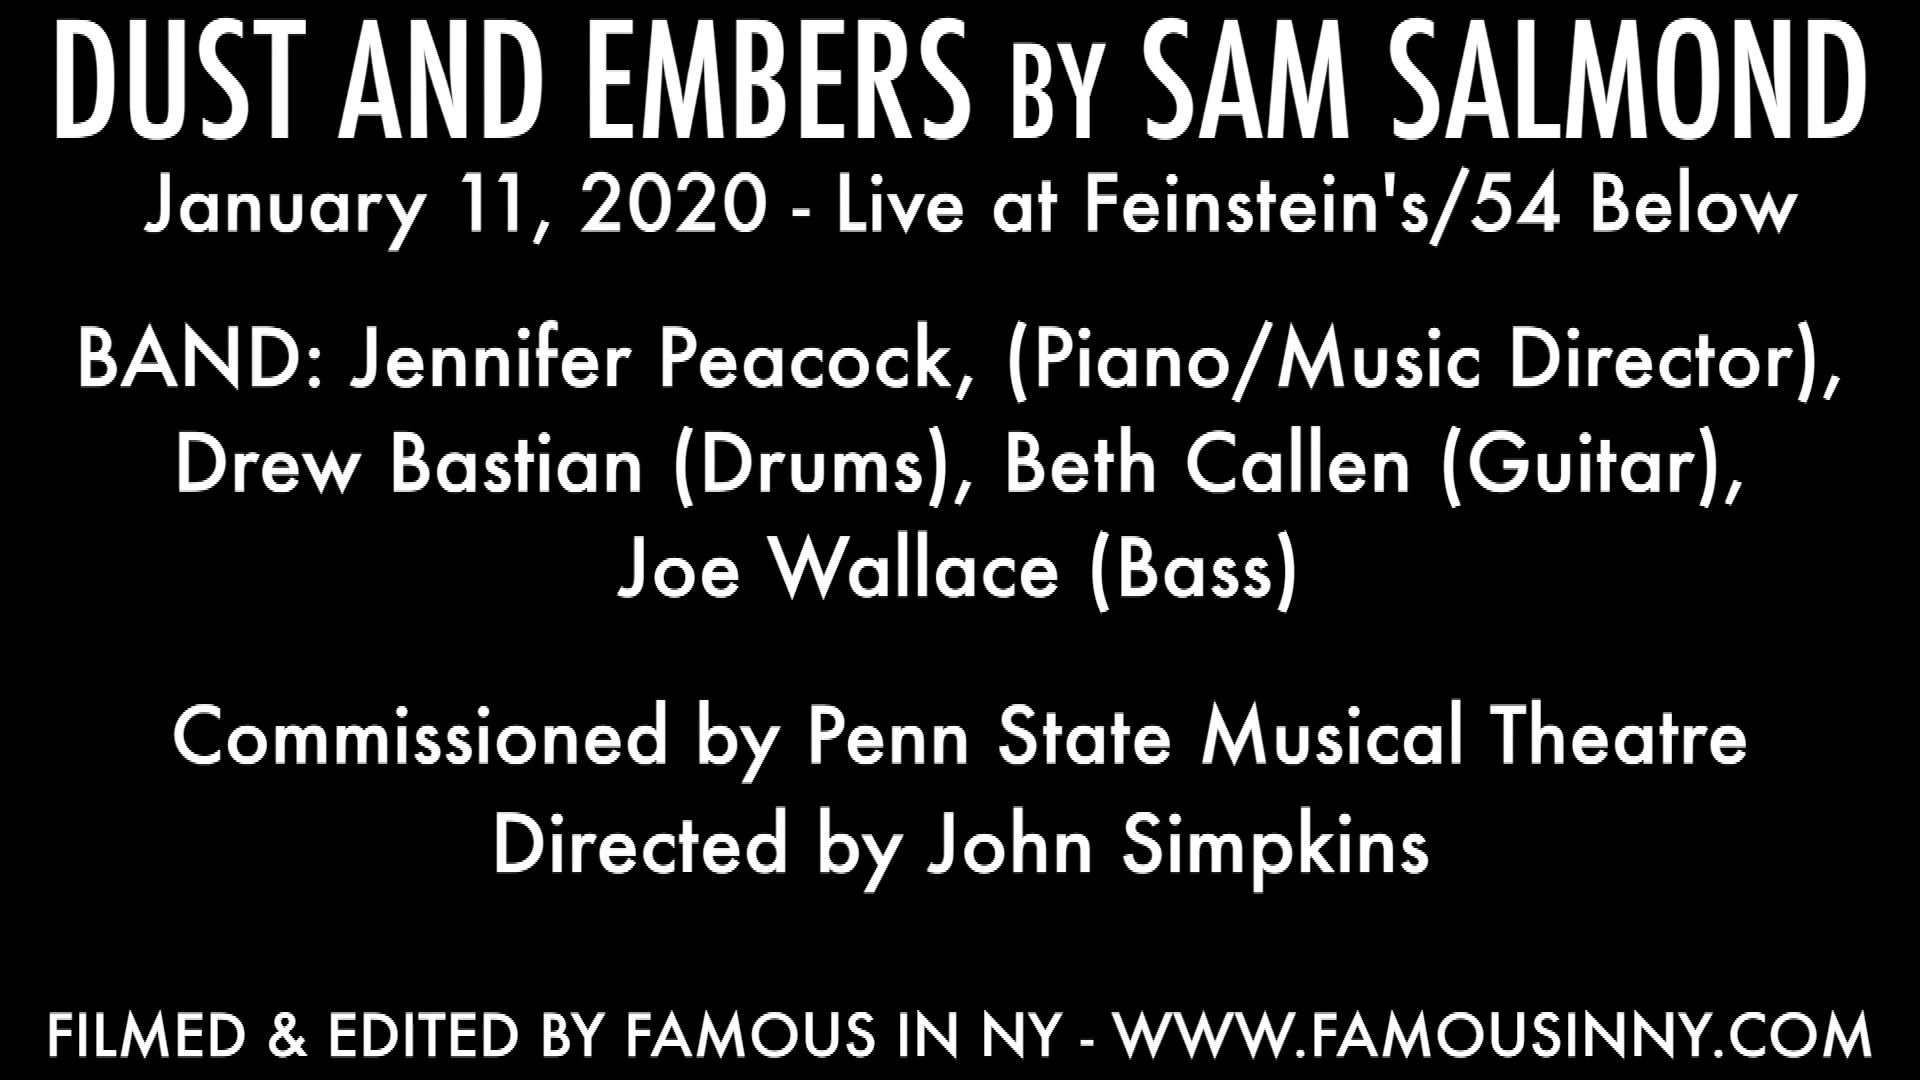 DUST AND EMBERS BY SAM SALMOND
January 11, 2020 - Live at Feinstein's/54 Below
BAND: Jennifer Peacock, (Piano/Music Director),
Drew Bastian (Drums), Beth Callen (Guitar),
Joe Wallace (Bass)
Commissioned by Penn State Musical Theatre
Directed by John Simpkins
FILMED & EDITED BY FAMOUS IN NY - WWW.FAMOUSINNY.COM